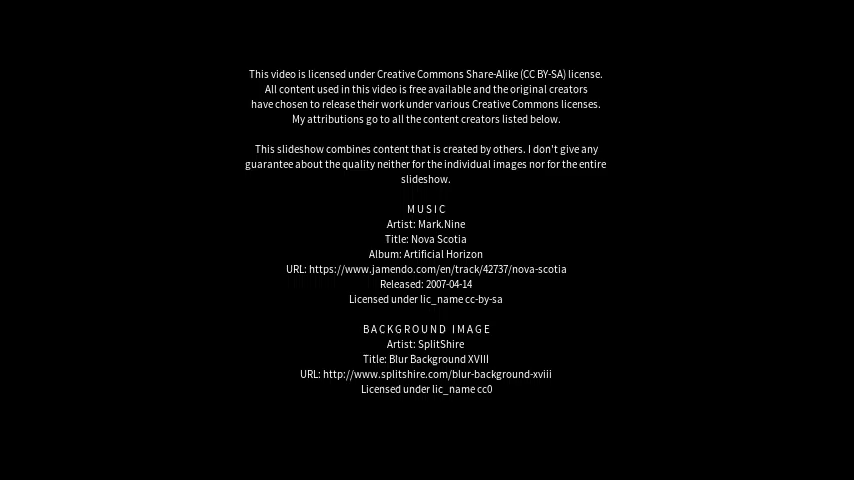 This video is licensed under Creative Commons Share-Alike (CC BY-SA) license.
All content used in this video is free available and the original creators
have chosen to release their work under various Creative Commons licenses.
My attributions go to all the content creators listed below.
This slideshow combines content that is created by others. I don't give any
guarantee about the quality neither for the individual images nor for the entire
slideshow.
MUSIC
Artist: Mark.Nine
Title: Nova Scotia
Album: Artificial Horizon
URL: https://www.jamendo.com/en/track/42737/nova-scotia
Released: 2007-04-14
Licensed under lic_name cc-by-sa
BACKGROUND IMAGE
Artist: SplitShire
Title: Blur Background XVIII
URL: http://www.splitshire.com/blur-background-xviii
Licensed under lic_name cc0